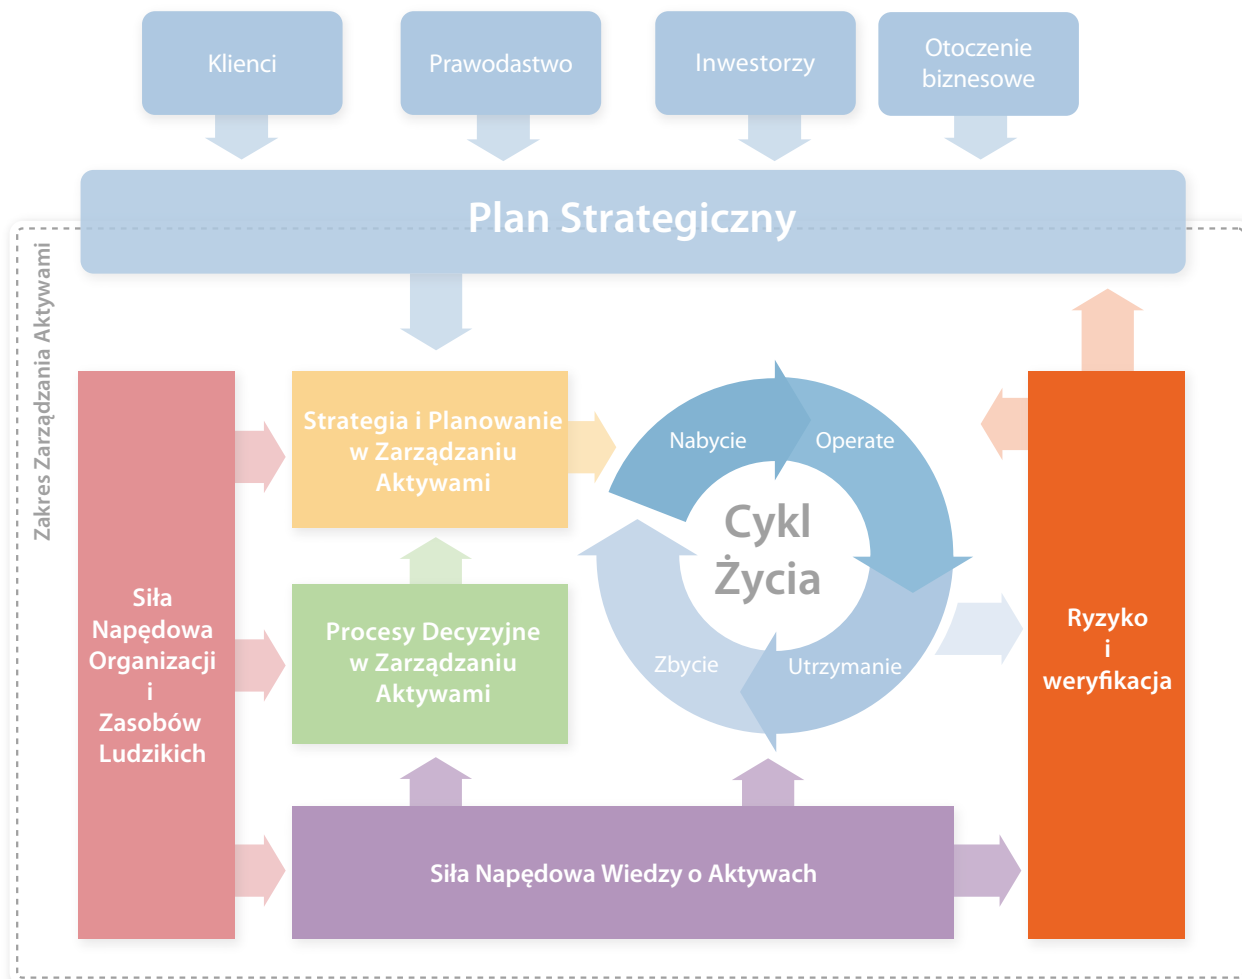 Klienci
Prawodastwo
Inwestorzy
Otoczenie
biznesowe
Plan Strategiczny
Zakres Zarządzania Aktywami
Siła
Napędowa
Organizacji
i
Zasobów
Ludzikich
Strategia i Planowanie
w Zarządzaniu
Aktywami
Procesy Decyzyjne
w Zarządzaniu
Aktywami
Nabycie
Operate
Cykl
Życia
Zbycie
Utrzymanie
Ryzyko
i
weryfikacja
Siła Napędowa Wiedzy o Aktywach